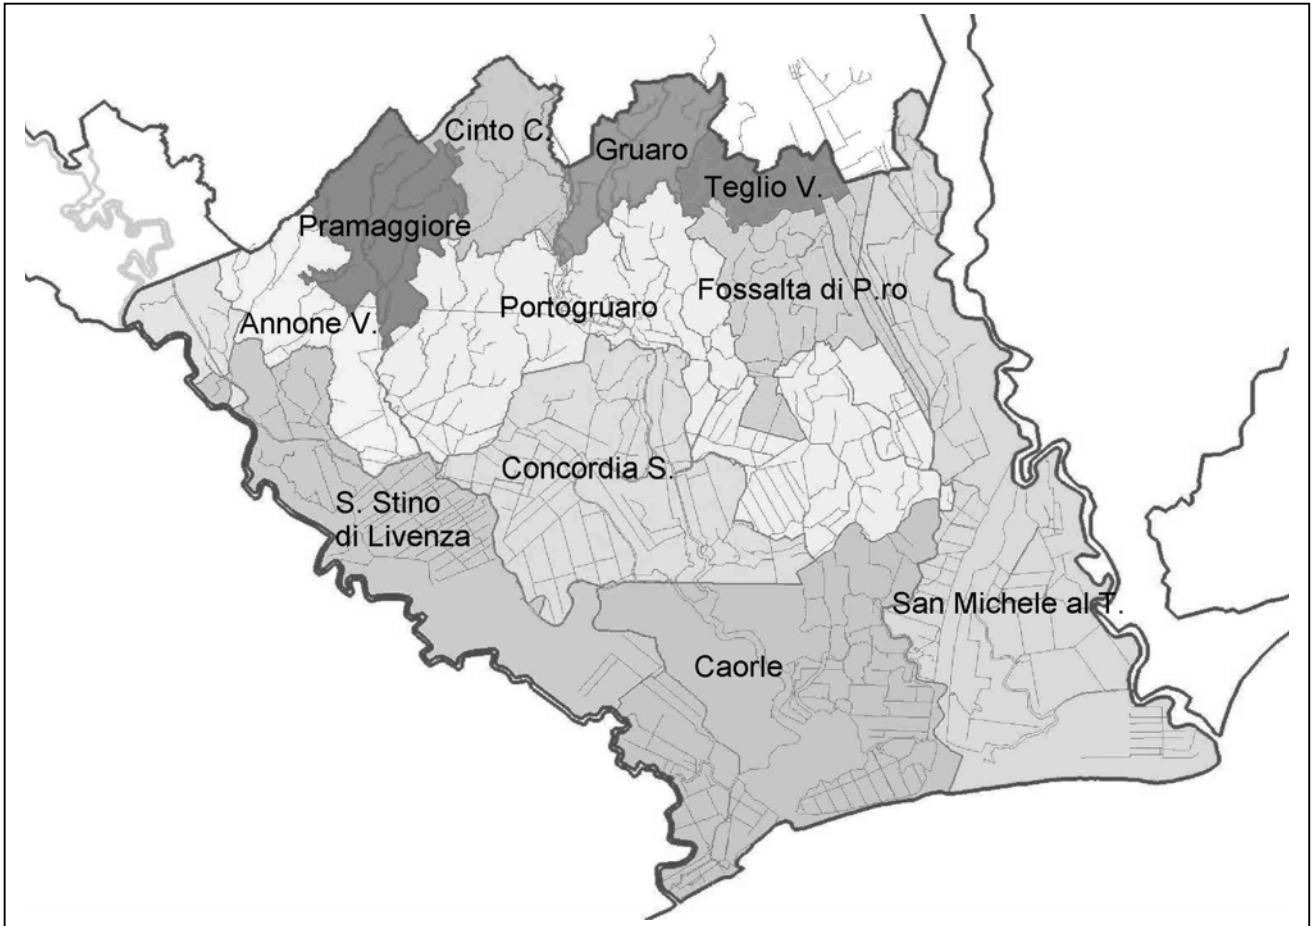 Cinto C.
Gruaro
Teglio V.
Pramaggiore
Fossalta di P.ro
Portogruaro
Annone V.
Concordia S.
S. Stino
di Livenza
San Michele al T.
Caorle